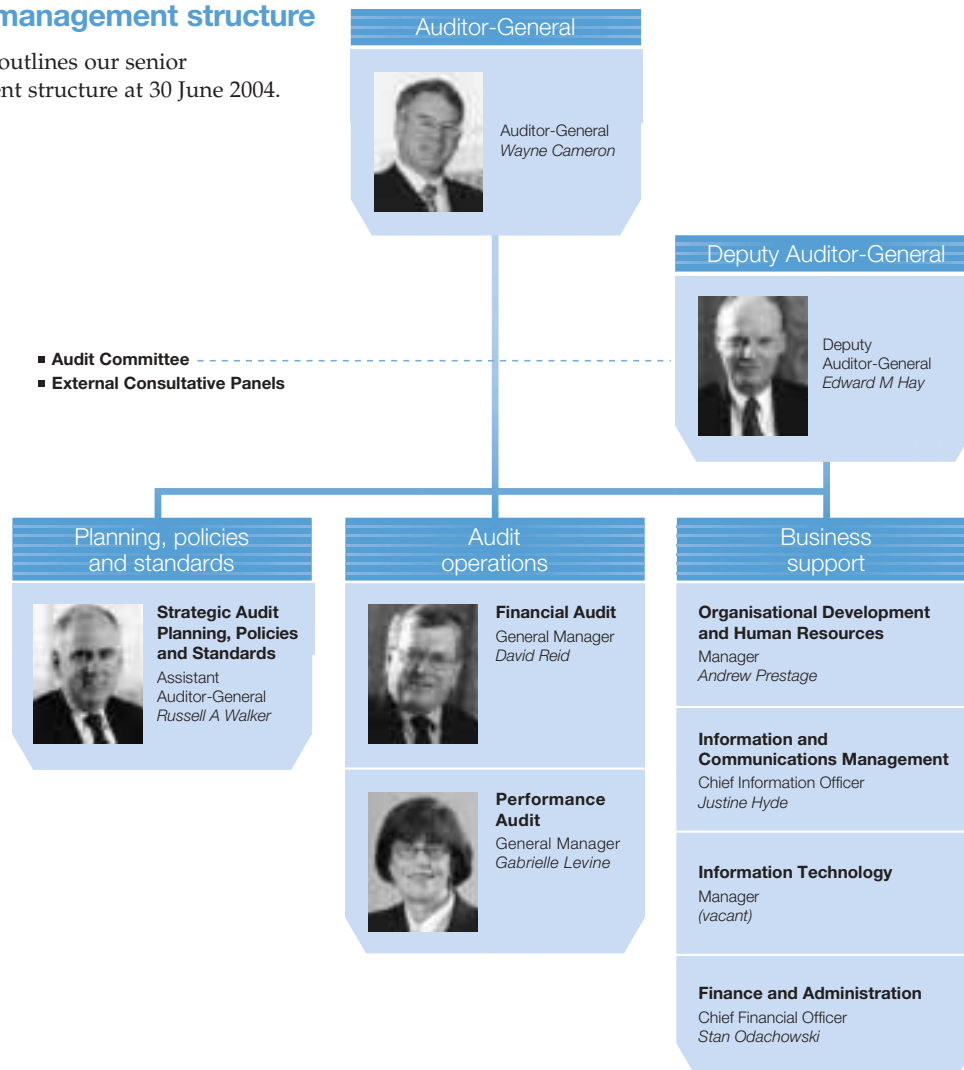 management structure
outlines our senior
ent structure at 30 June 2004.
Auditor-General
Auditor-General
Wayne Cameron
Deputy Auditor-General
Deputy
Auditor-General
Edward M Hay
Audit Committee
External Consultative Panels
Planning, policies
and standards
Strategic Audit
Planning, Policies
and Standards
Assistant
Auditor-General
Russell A Walker
Audit
operations
Financial Audit
General Manager
David Reid
Performance
Audit
General Manager
Gabrielle Levine
Business
support
Organisational Development
and Human Resources
Manager
Andrew Prestage
Information and
Communications Management
Chief Information Officer
Justine Hyde
Information Technology
Manager
(vacant)
Finance and Administration
Chief Financial Officer
Stan Odachowski